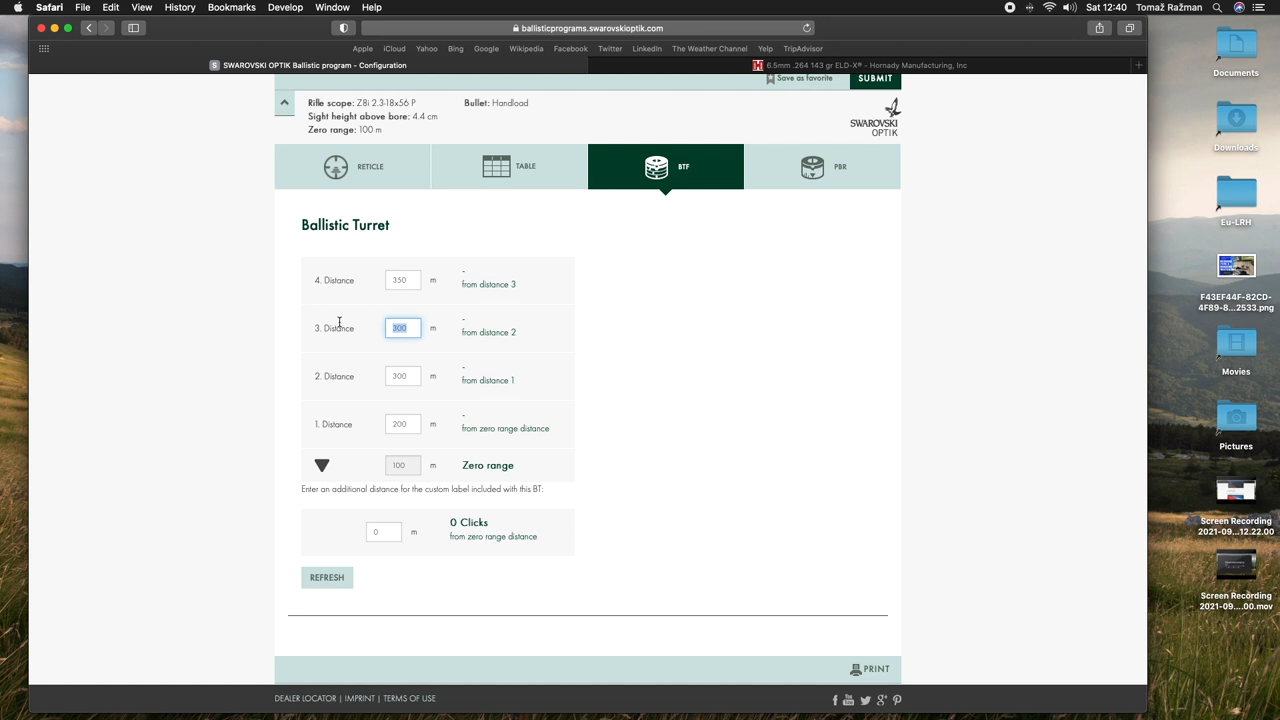 Safari File Edit View History Bookmarks Develop Window Help Sat 12:40 Tomaž Ražman
ballisticprograms.swarovskioptik.com
Apple iCloud Yahoo Bing Google Wikipedia Facebook Twitter LinkedIn The Weather Channel Yelp TripAdvisor
S SWAROVSKI OPTIK Ballistic program - Configuration
H 6.5mm .264 143 gr ELD-X® - Hornady Manufacturing, Inc
Save as favorite SUBMIT
Rifle scope: Z8i 2.3-18x56 P Bullet: Handload
Sight height above bore: 4.4 cm
Zero range: 100 m
SWAROVSKI
OPTIK
RETICLE TABLE BTF PBR
Ballistic Turret
4. Distance 350 m -
from distance 3
3. Distance 300 m -
from distance 2
2. Distance 300 m -
from distance 1
1. Distance 200 m -
from zero range distance
100 m Zero range
Enter an additional distance for the custom label included with this BT:
0 m 0 Clicks
from zero range distance
REFRESH
PRINT
DEALER LOCATOR | IMPRINT | TERMS OF USE
Documents
Downloads
Eu-LRH
F43EF44F-82CD-
4F89-8...2533.png
Movies
Pictures
Screen Recording
2021-09...12.22.00
Screen Recording
2021-09....00.mov